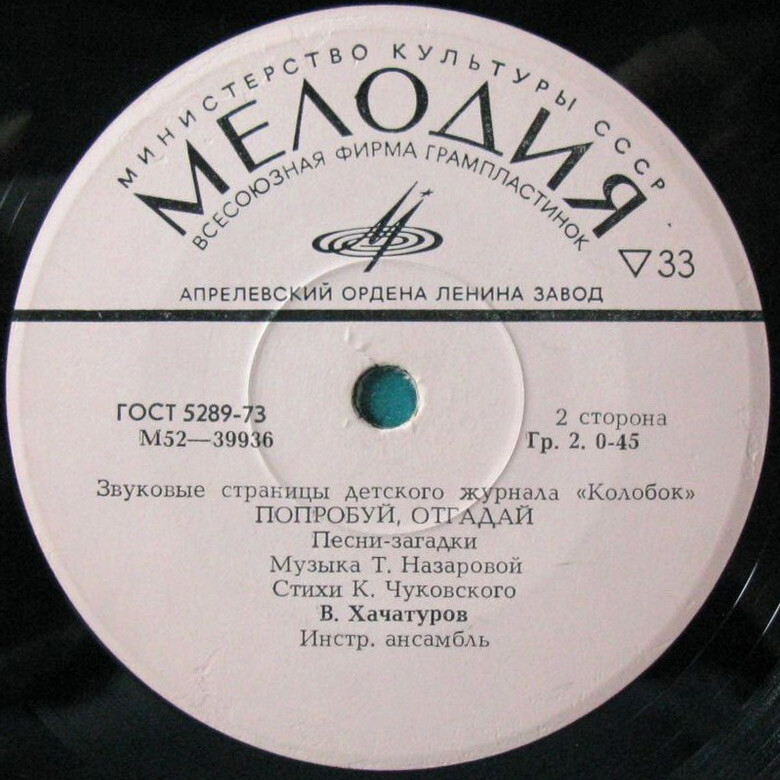 МИНИСТЕРСТВО КУЛЬТУРЫ СССР
МЕЛОДИЯ
ВСЕСОЮЗНАЯ ФИРМА ГРАМПЛАСТИНОК
▽33
АПРЕЛЕВСКИЙ ОРДЕНА ЛЕНИНА ЗАВОД
ГОСТ 5289-73
2 сторона
М52—39936
Гр. 2. 0-45
Звуковые страницы детского журнала «Колобок»
ПОПРОБУЙ, ОТГАДАЙ
Песни-загадки
Музыка Т. Назаровой
Стихи К. Чуковского
В. Хачатуров
Инстр. ансамбль